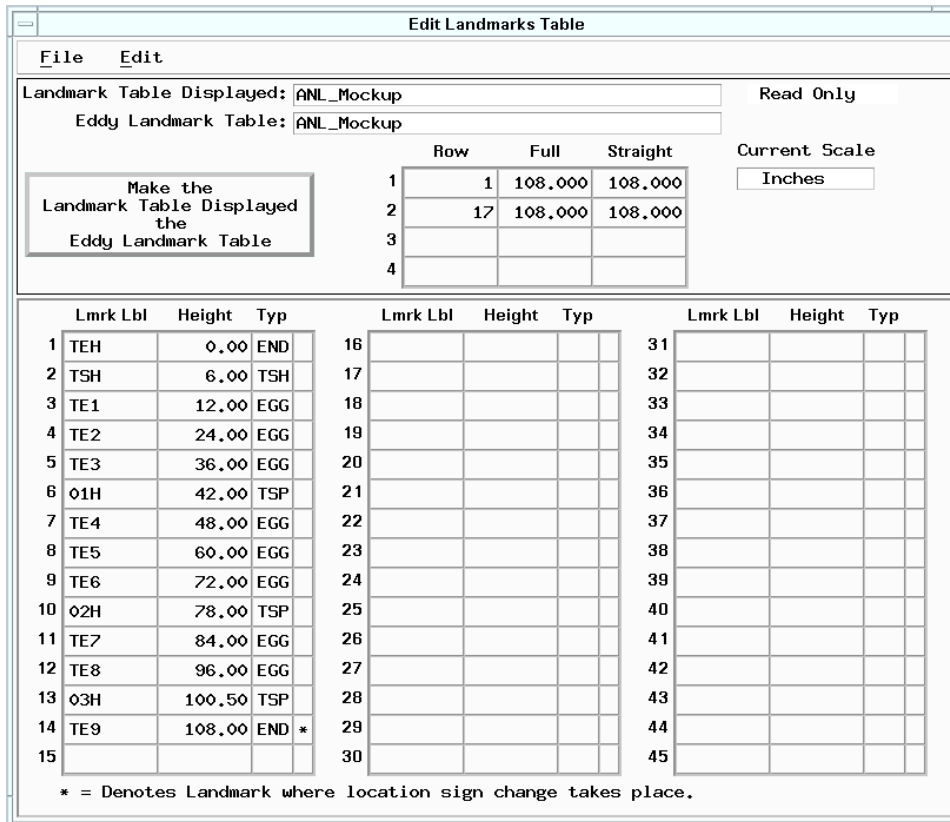 Edit Landmarks Table
File Edit
Landmark Table Displayed: ANL_Mockup Read Only
Eddy Landmark Table: ANL_Mockup
Row Full Straight Current Scale
Make the
Landmark Table Displayed
the
Eddy Landmark Table
1 1 108.000 108.000 Inches
2 17 108.000 108.000
3
4
Lmrk Lbl Height Typ Lmrk Lbl Height Typ Lmrk Lbl Height Typ
1 TEH 0.00 END 16 31
2 TSH 6.00 TSH 17 32
3 TE1 12.00 EGG 18 33
4 TE2 24.00 EGG 19 34
5 TE3 36.00 EGG 20 35
6 01H 42.00 TSP 21 36
7 TE4 48.00 EGG 22 37
8 TE5 60.00 EGG 23 38
9 TE6 72.00 EGG 24 39
10 02H 78.00 TSP 25 40
11 TE7 84.00 EGG 26 41
12 TE8 96.00 EGG 27 42
13 03H 100.50 TSP 28 43
14 TE9 108.00 END * 29 44
15 30 45
* = Denotes Landmark where location sign change takes place.